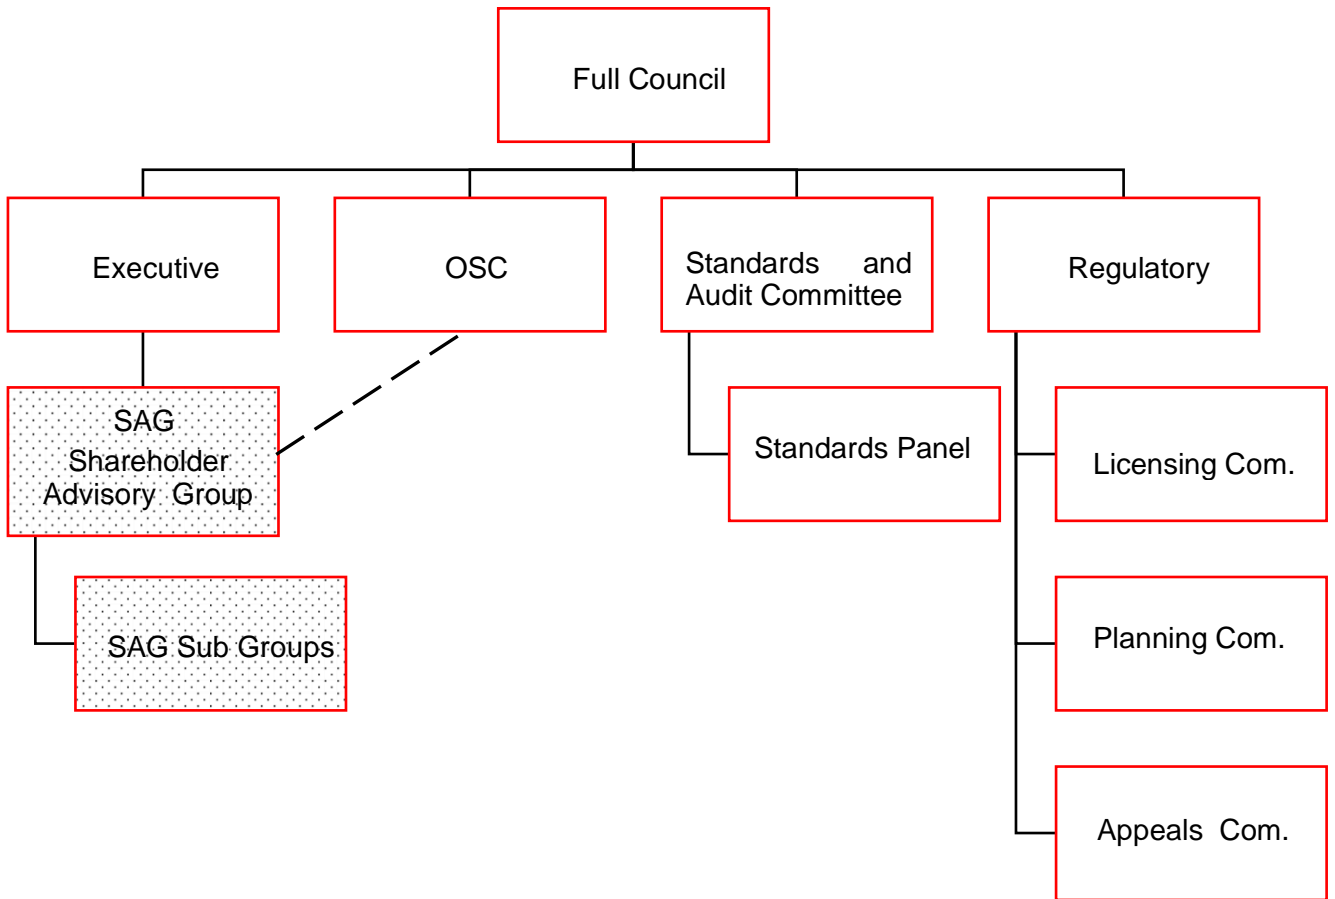 Full Council
Executive
OSC
Standards and
Audit Committee
Regulatory
SAG
Shareholder
Advisory Group
Standards Panel
Licensing Com.
SAG Sub Groups
Planning Com.
Appeals Com.